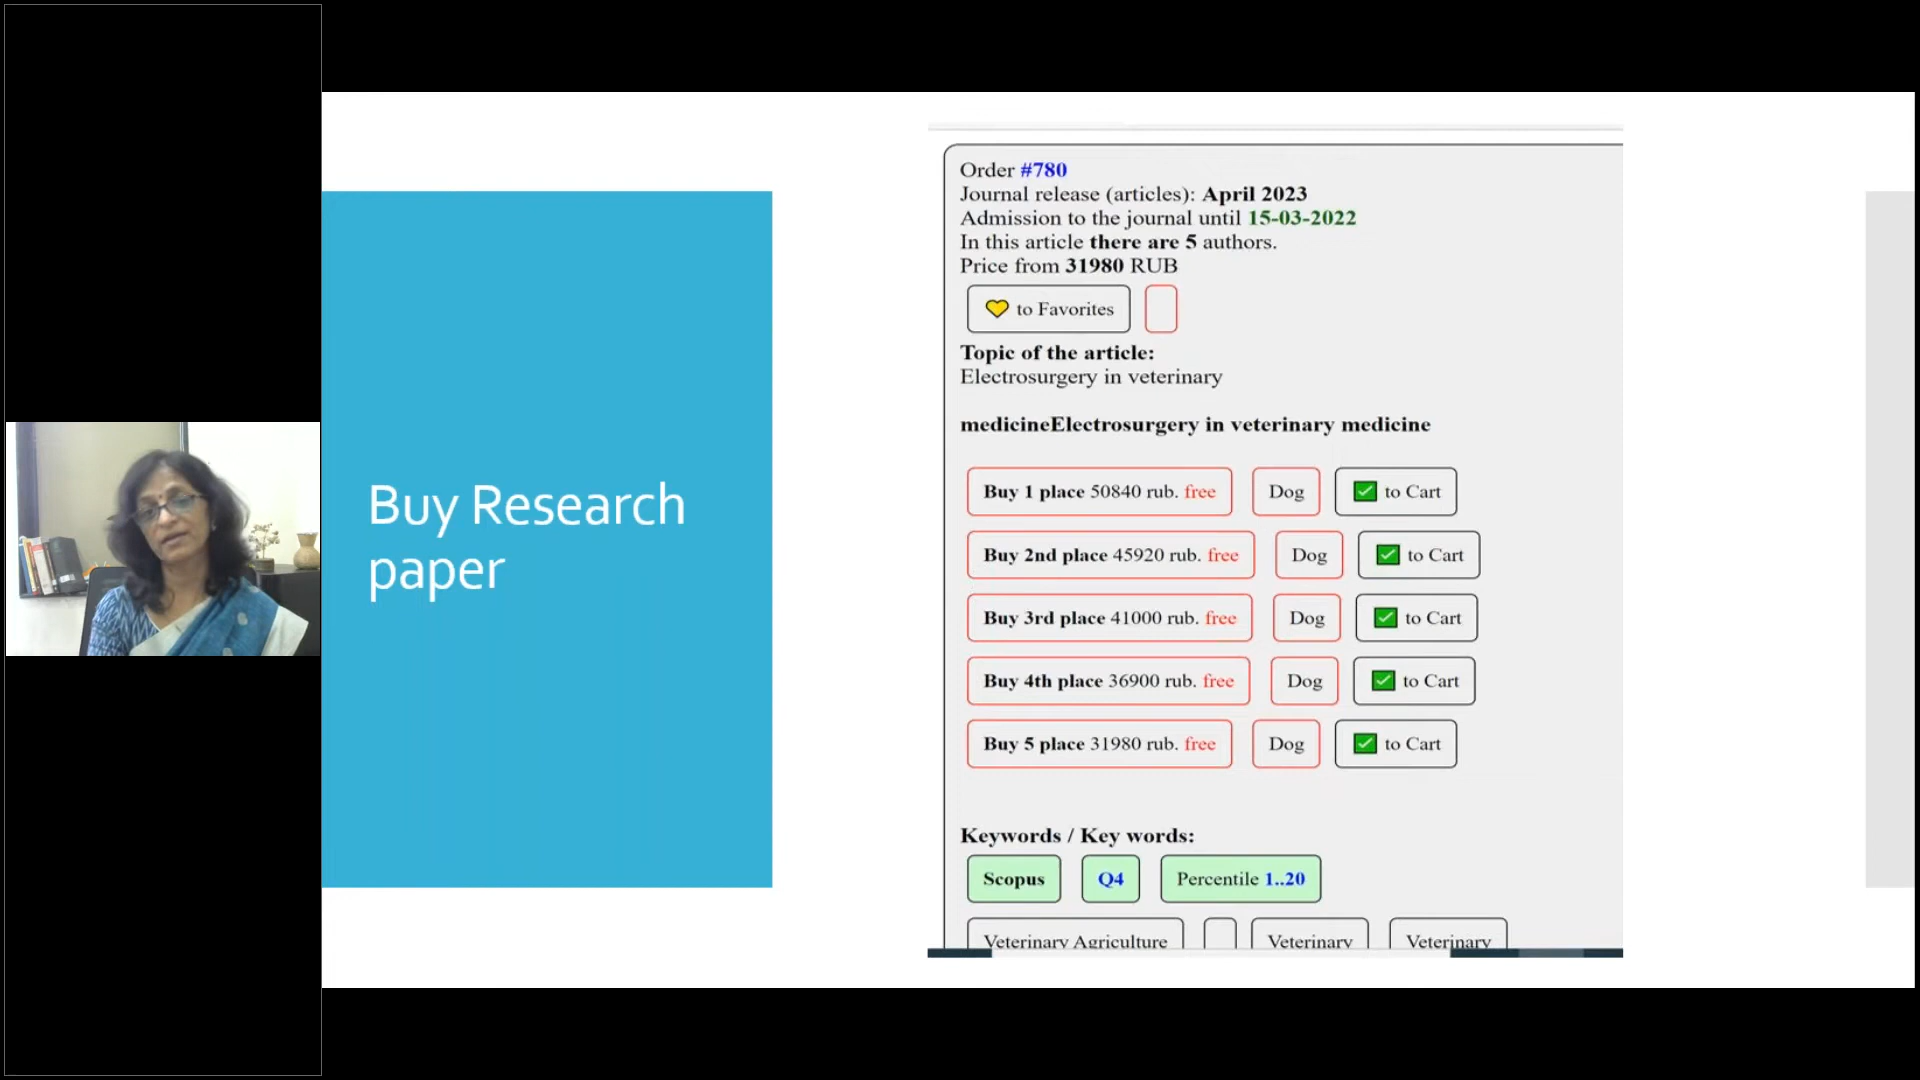 Buy Research
paper
Order #780
Journal release (articles): April 2023
Admission to the journal until 15-03-2022
In this article there are 5 authors.
Price from 31980 RUB
to Favorites
Topic of the article:
Electrosurgery in veterinary
medicineElectrosurgery in veterinary medicine
Buy 1 place 50840 rub. free Dog to Cart
Buy 2nd place 45920 rub. free Dog to Cart
Buy 3rd place 41000 rub. free Dog to Cart
Buy 4th place 36900 rub. free Dog to Cart
Buy 5 place 31980 rub. free Dog to Cart
Keywords / Key words:
Scopus Q4 Percentile 1..20
Veterinary Agriculture Veterinary Veterinary